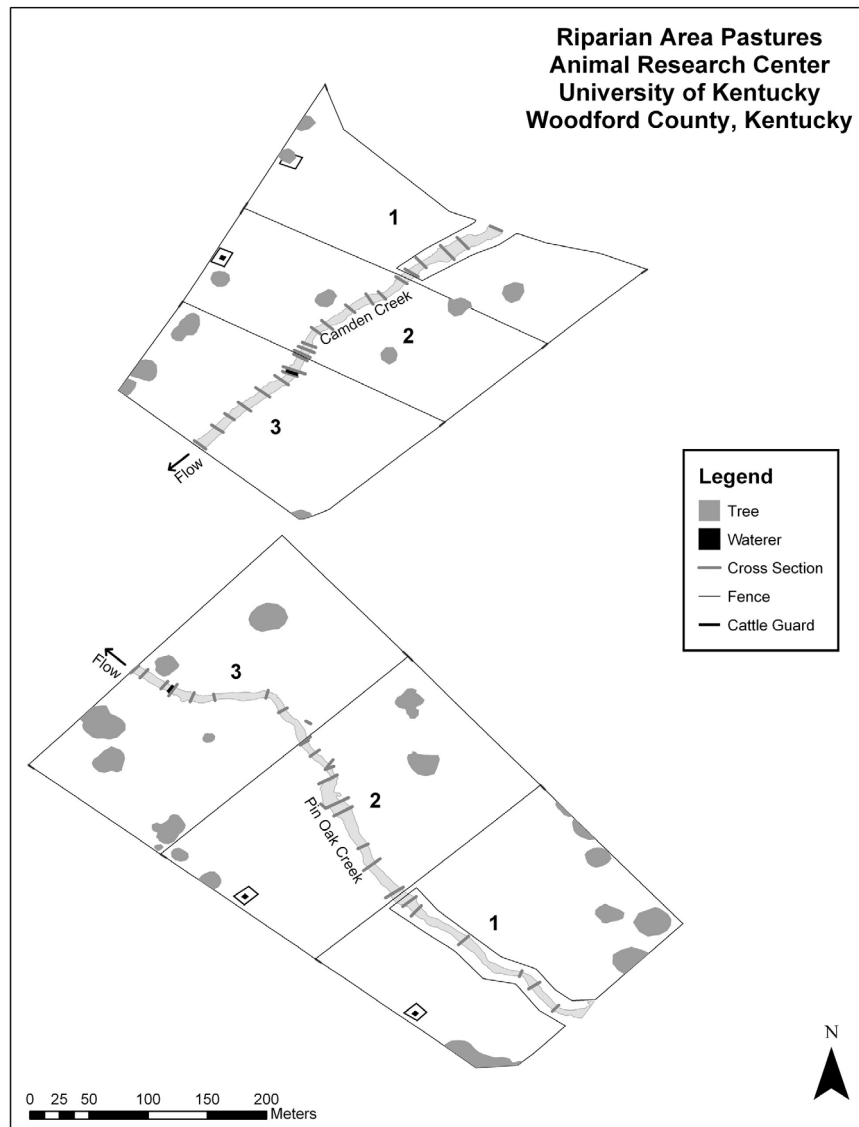 Riparian Area Pastures
Animal Research Center
University of Kentucky
Woodford County, Kentucky
1
Camden Creek
2
3
Flow
Legend
Tree
Waterer
Cross Section
Fence
Cattle Guard
Flow
3
2
Pin Oak Creek
1
N
0 25 50 100 150 200
Meters